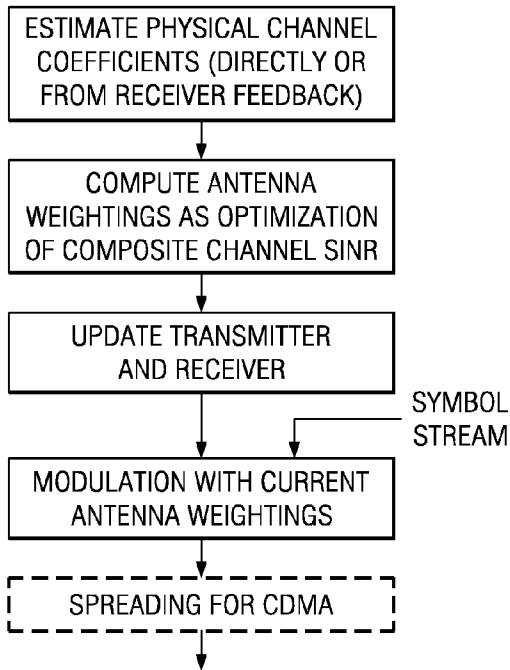 ESTIMATE PHYSICAL CHANNEL
COEFFICIENTS (DIRECTLY OR
FROM RECEIVER FEEDBACK)
COMPUTE ANTENNA
WEIGHTINGS AS OPTIMIZATION
OF COMPOSITE CHANNEL SINR
UPDATE TRANSMITTER
AND RECEIVER
SYMBOL
STREAM
MODULATION WITH CURRENT
ANTENNA WEIGHTINGS
SPREADING FOR CDMA